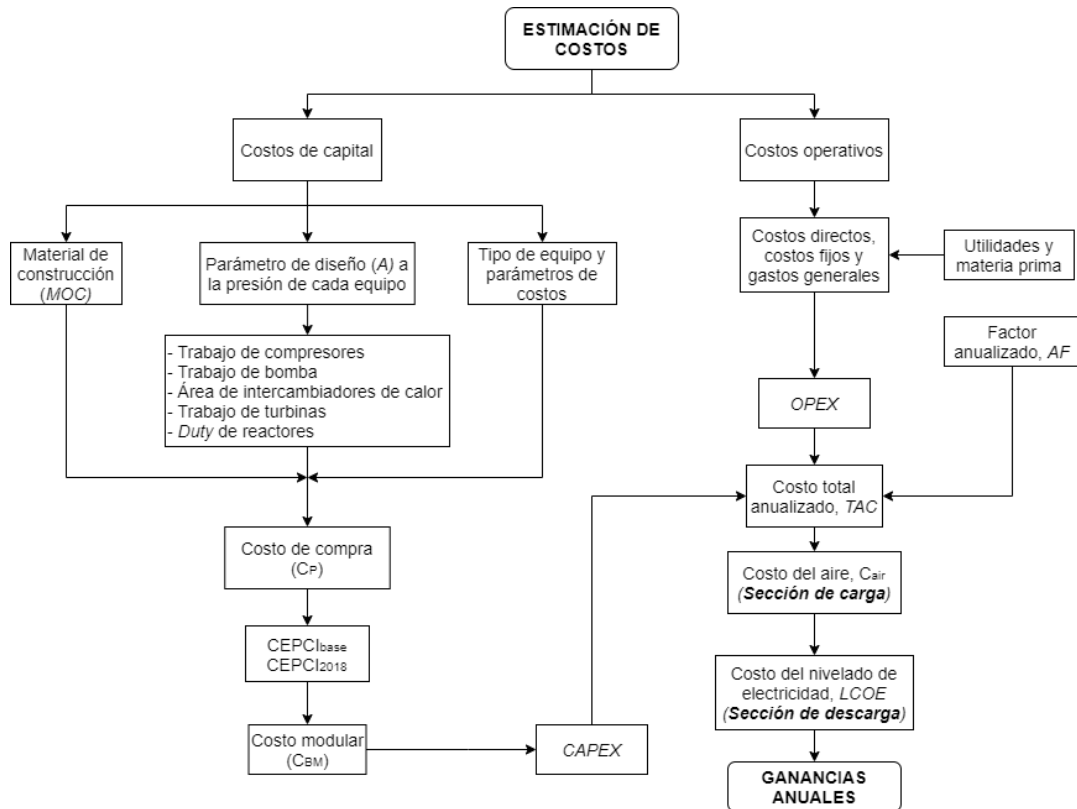 ESTIMACIÓN DE
COSTOS
Costos de capital
Costos operativos
Material de
construcción
(MOC)
Parámetro de diseño (A) a
la presión de cada equipo
Tipo de equipo y
parámetros de
costos
Costos directos,
costos fijos y
gastos generales
Utilidades y
materia prima
- Trabajo de compresores
- Trabajo de bomba
- Área de intercambiadores de calor
- Trabajo de turbinas
- Duty de reactores
Factor
anualizado, AF
OPEX
Costo total
anualizado, TAC
Costo de compra
(CP)
Costo del aire, Cair
(Sección de carga)
CEPCIbase
CEPCI2018
Costo del nivelado de
electricidad, LCOE
(Sección de descarga)
Costo modular
(CBM)
CAPEX
GANANCIAS
ANUALES